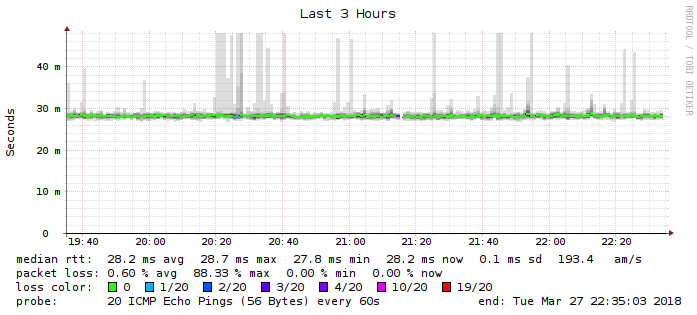 Last 3 Hours
RRDTOOL / TOBI OETIKER
Seconds
40 m
30 m
20 m
10 m
0
19:40 20:00 20:20 20:40 21:00 21:20 21:40 22:00 22:20
median rtt: 28.2 ms avg 28.7 ms max 27.8 ms min 28.2 ms now 0.1 ms sd 193.4 am/s
packet loss: 0.60 % avg 88.33 % max 0.00 % min 0.00 % now
loss color: 0 1/20 2/20 3/20 4/20 10/20 19/20
probe: 20 ICMP Echo Pings (56 Bytes) every 60s end: Tue Mar 27 22:35:03 2018